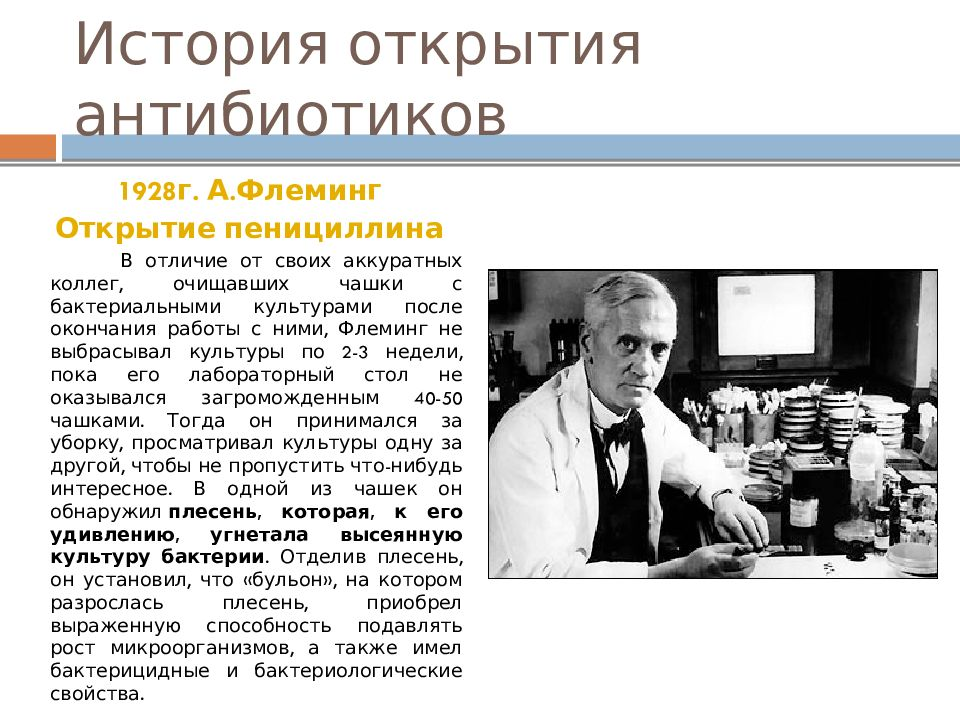 История открытия
антибиотиков
1928г. А.Флеминг
Открытие пенициллина
В отличие от своих аккуратных
коллег, очищавших чашки с
бактериальными культурами после
окончания работы с ними, Флеминг не
выбрасывал культуры по 2-3 недели,
пока его лабораторный стол не
оказывался загроможденным 40-50
чашками. Тогда он принимался за
уборку, просматривал культуры одну за
другой, чтобы не пропустить что-нибудь
интересное. В одной из чашек он
обнаружил плесень, которая, к его
удивлению, угнетала высеянную
культуру бактерии. Отделив плесень,
он установил, что «бульон», на котором
разрослась плесень, приобрел
выраженную способность подавлять
рост микроорганизмов, а также имел
бактерицидные и бактериологические
свойства.